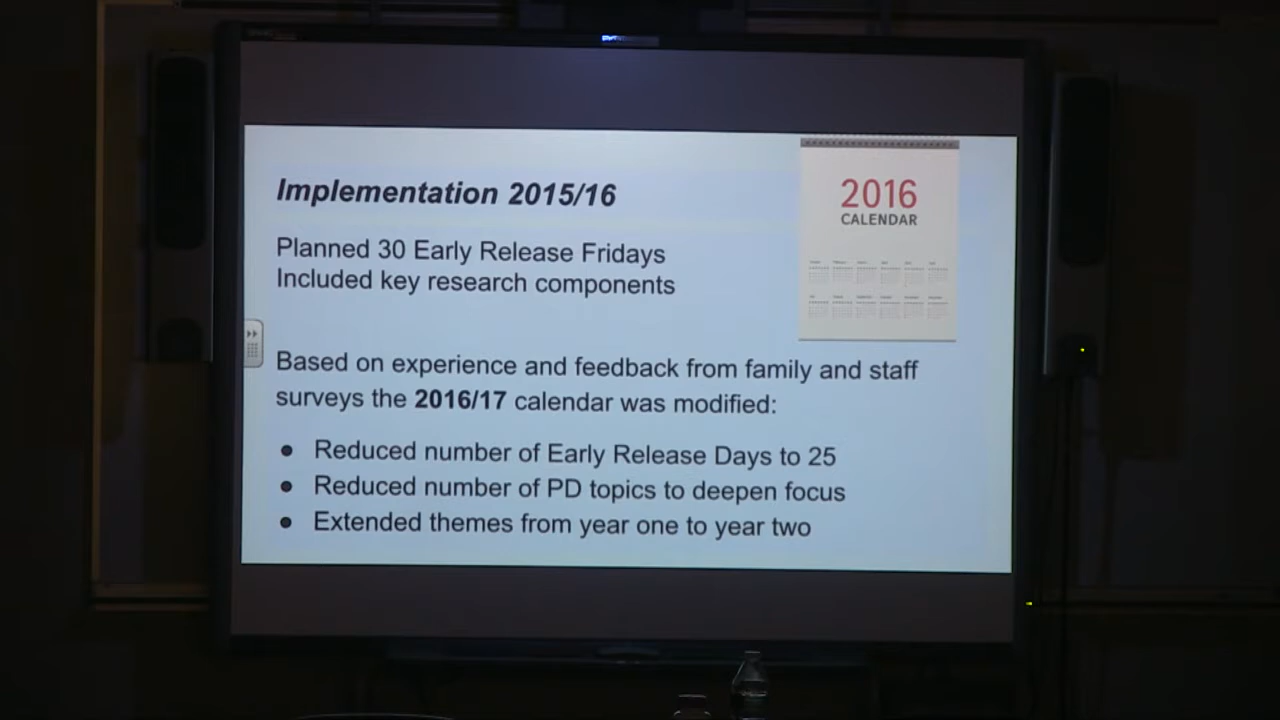 Implementation 2015/16
2016
CALENDAR
Planned 30 Early Release Fridays
Included key research components
Based on experience and feedback from family and staff
surveys the 2016/17 calendar was modified:
● Reduced number of Early Release Days to 25
● Reduced number of PD topics to deepen focus
● Extended themes from year one to year two